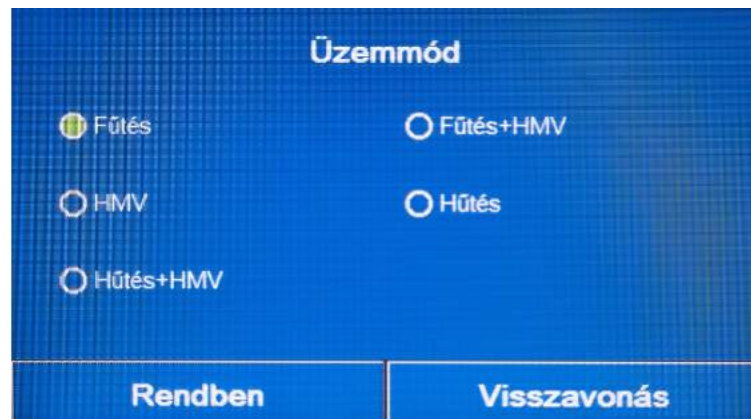 Üzemmód
Fűtés
Fűtés+HMV
HMV
Hűtés
Hűtés+HMV
Rendben
Visszavonás